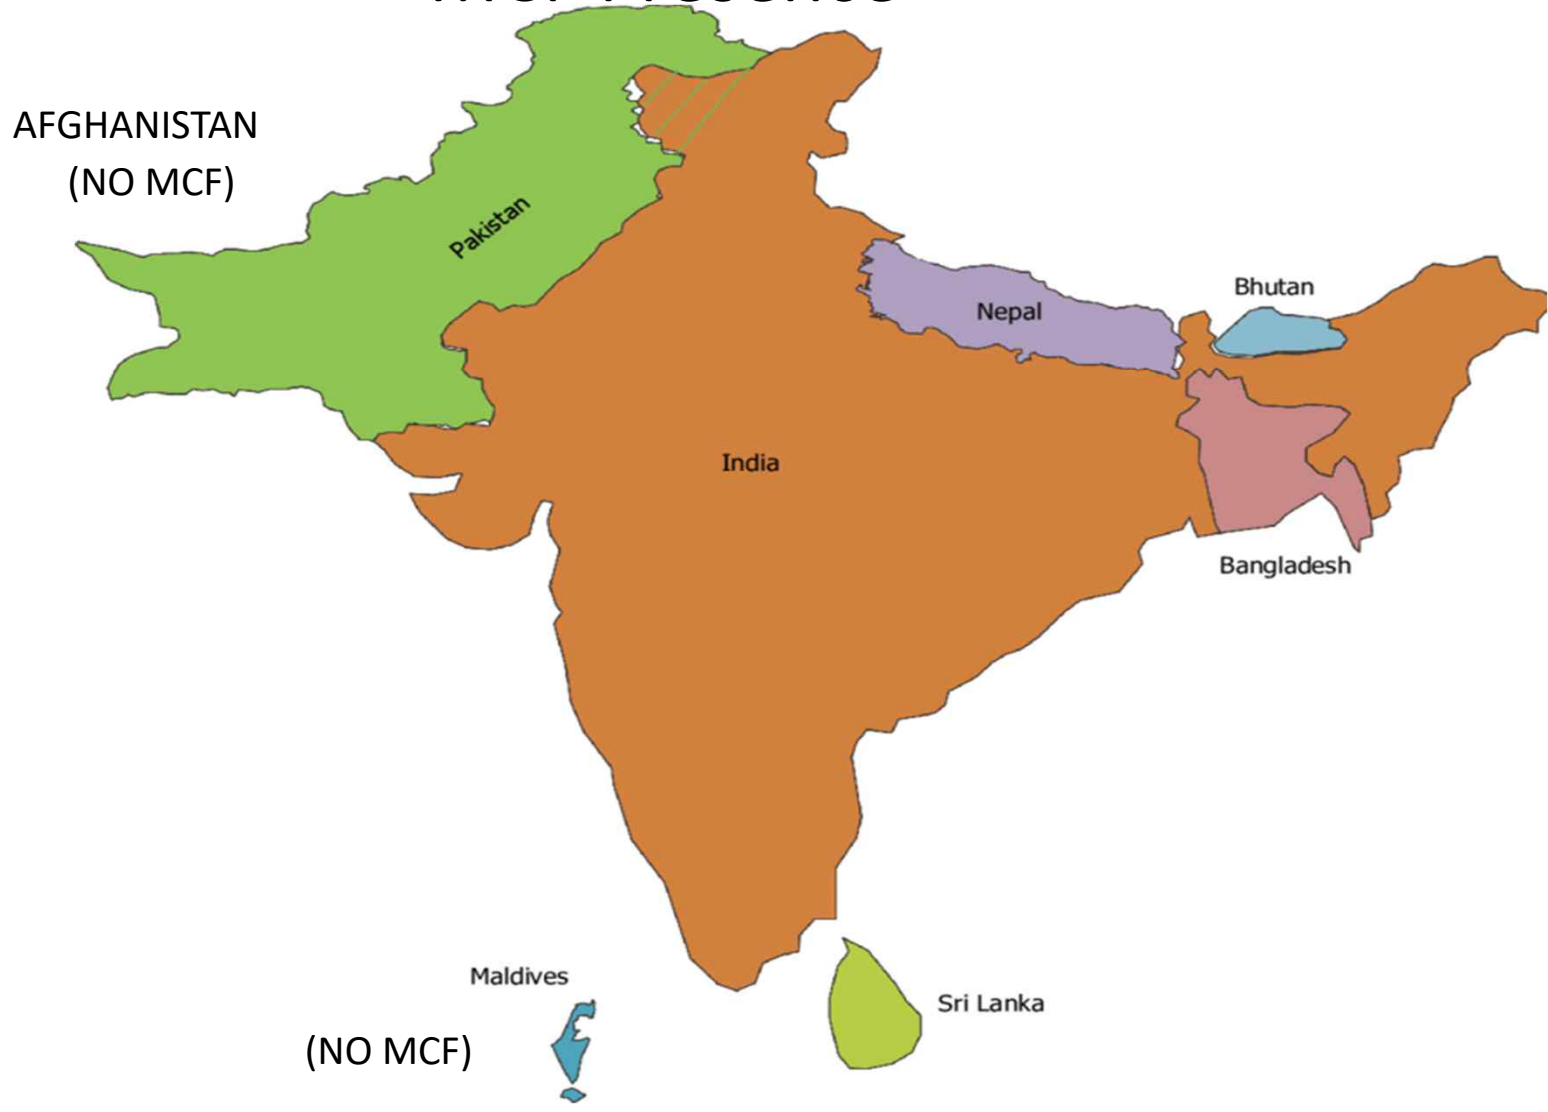 AFGHANISTAN
(NO MCF)
Pakistan
Nepal
Bhutan
India
Bangladesh
Maldives
Sri Lanka
(NO MCF)